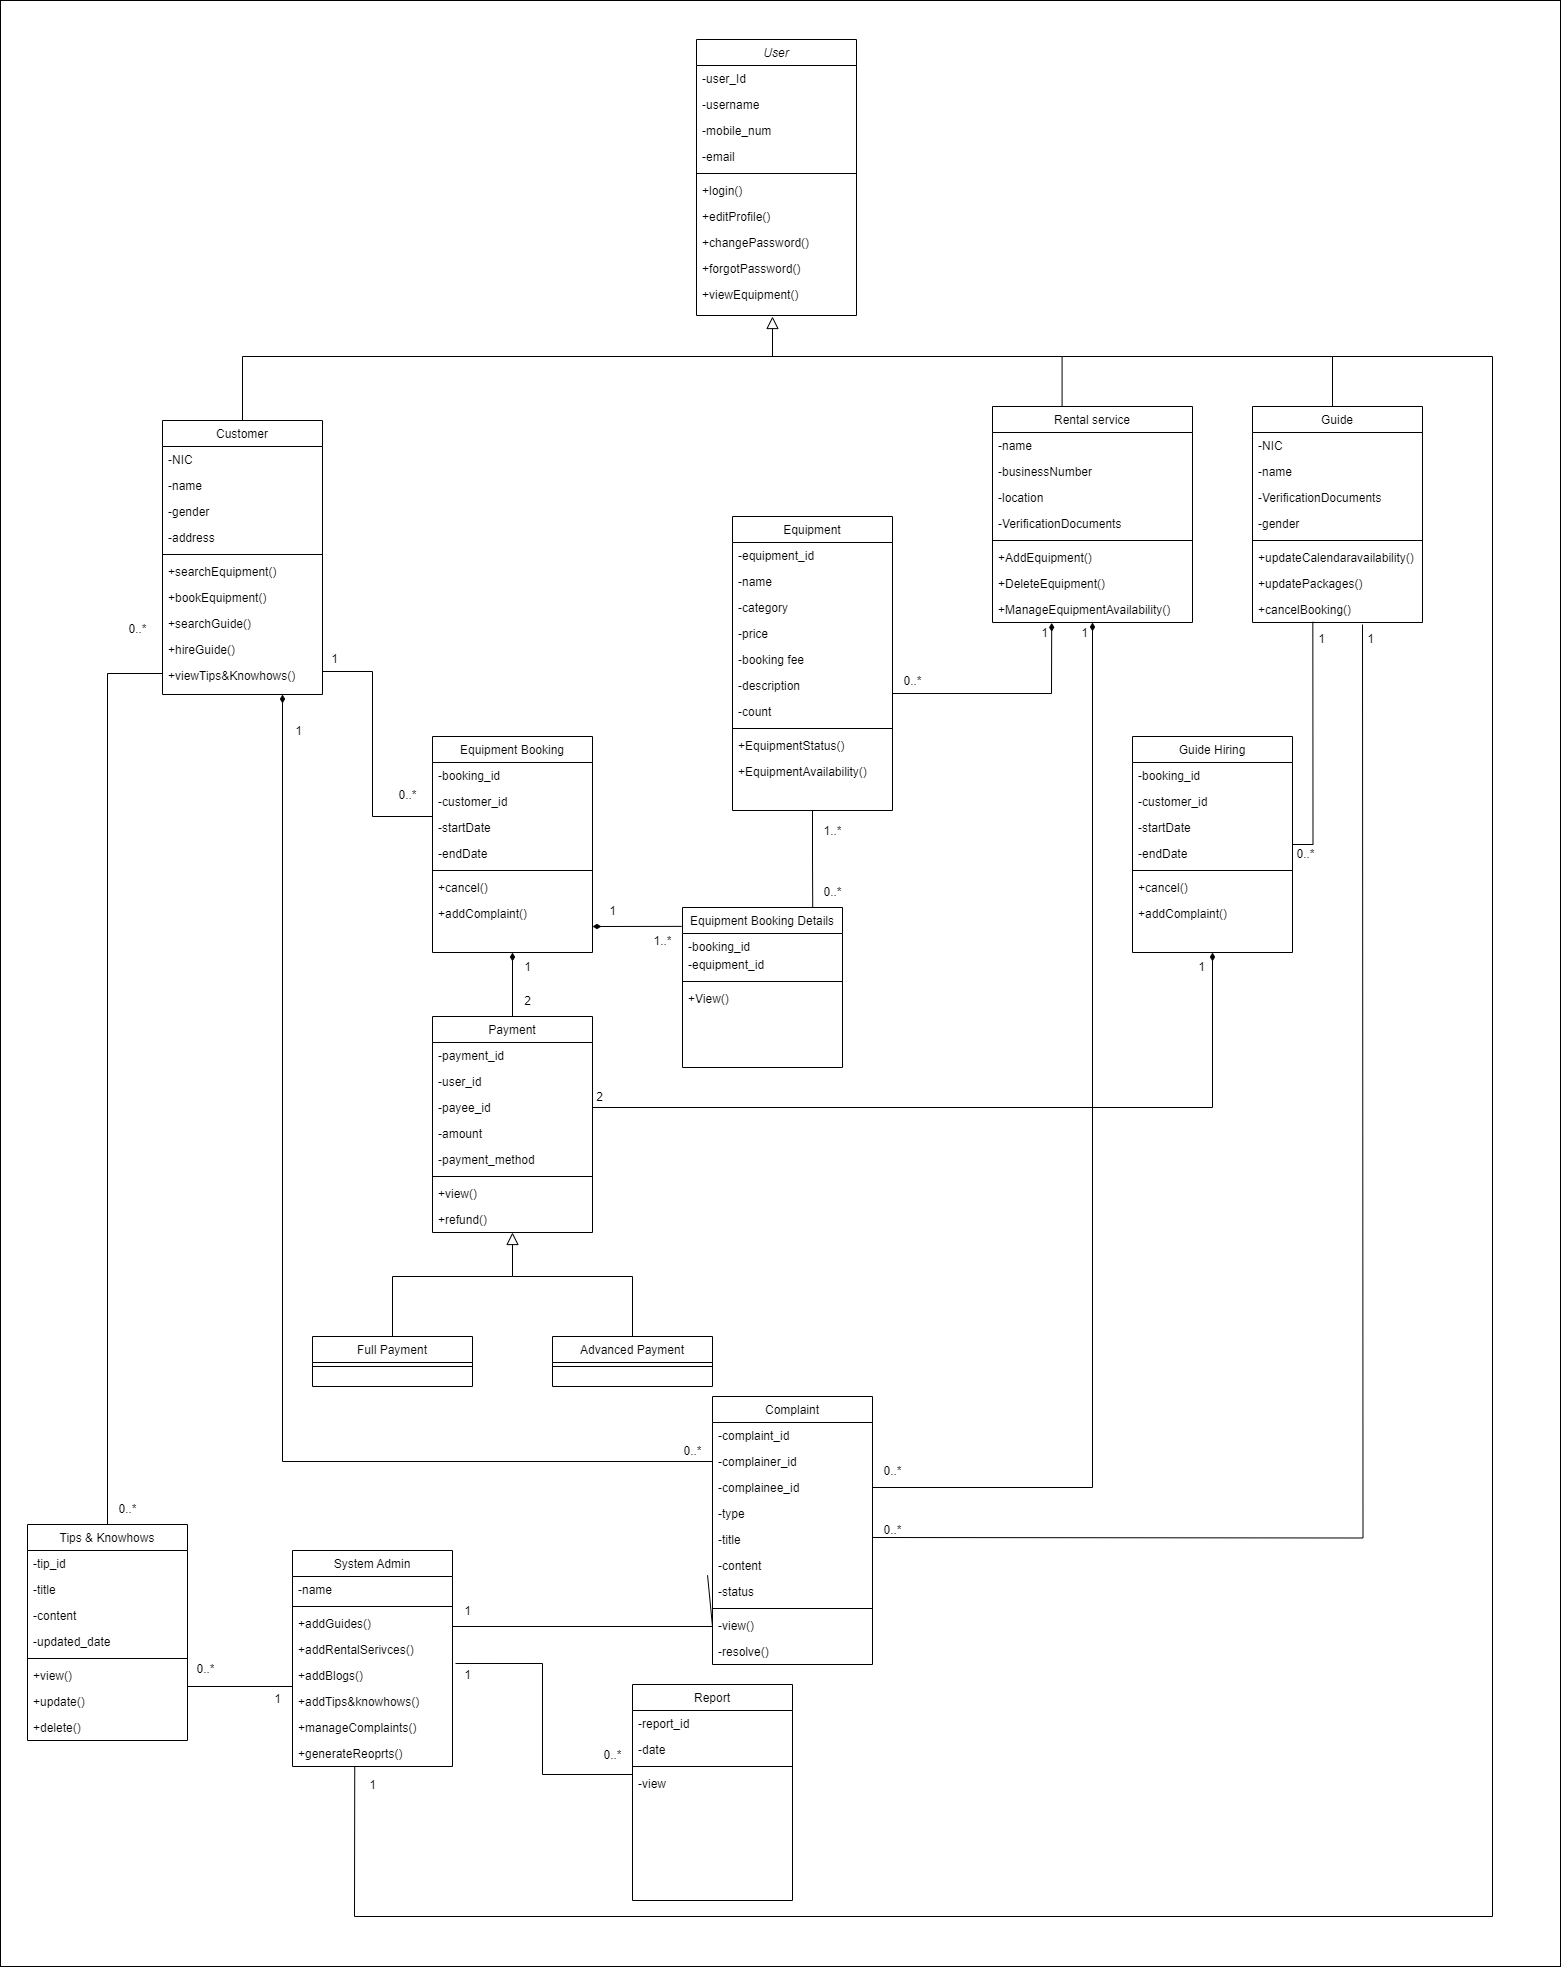 User
-user_Id
-username
-mobile_num
-email
+login()
+editProfile()
+changePassword()
+forgotPassword()
+viewEquipment()
Customer
-NIC
-name
-gender
-address
+searchEquipment()
+bookEquipment()
+searchGuide()
+hireGuide()
+viewTips&Knowhows()
0..*
1
1
Rental service
-name
-businessNumber
-location
-VerificationDocuments
+AddEquipment()
+DeleteEquipment()
+ManageEquipmentAvailability()
1
1
Guide
-NIC
-name
-VerificationDocuments
-gender
+updateCalendaravailability()
+updatePackages()
+cancelBooking()
1
1
Equipment
-equipment_id
-name
-category
-price
-booking fee
-description
-count
+EquipmentStatus()
+EquipmentAvailability()
0..*
1..*
0..*
Equipment Booking
-booking_id
-customer_id
-startDate
-endDate
+cancel()
+addComplaint()
0..*
1
1..*
1
2
Equipment Booking Details
-booking_id
-equipment_id
+View()
Guide Hiring
-booking_id
-customer_id
-startDate
-endDate
+cancel()
+addComplaint()
0..*
1
Payment
-payment_id
-user_id
-payee_id
-amount
-payment_method
+view()
+refund()
2
Full Payment
Advanced Payment
Complaint
-complaint_id
-complainer_id
-complainee_id
-type
-title
-content
-status
-view()
-resolve()
0..*
0..*
0..*
0..*
Tips & Knowhows
-tip_id
-title
-content
-updated_date
+view()
+update()
+delete()
0..*
1
System Admin
-name
+addGuides()
+addRentalSerivces()
+addBlogs()
+addTips&knowhows()
+manageComplaints()
+generateReoprts()
1
1
1
Report
-report_id
-date
-view
0..*